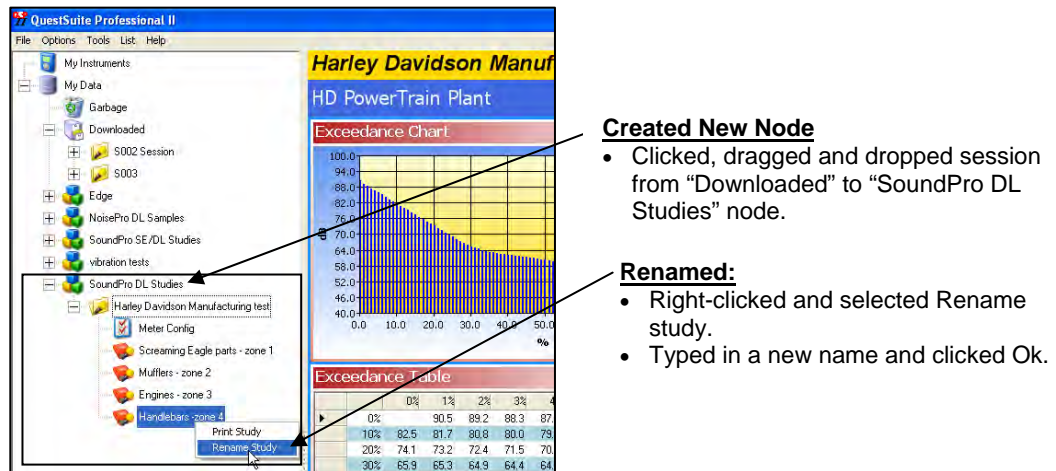 QuestSuite Professional II
File Options Tools List Help
My Instruments
My Data
Garbage
Downloaded
S002 Session
S003
Edge
NoisePro DL Samples
SoundPro SE/DL Studies
vibration tests
SoundPro DL Studies
Harley Davidson Manufacturing test
Meter Config
Screaming Eagle parts - zone 1
Mufflers - zone 2
Engines - zone 3
Handlebars -zone 4
Print Study
Rename Study
Harley Davidson Manuf
HD PowerTrain Plant
Exceedance Chart
100.0
94.0
88.0
82.0
76.0
70.0
64.0
58.0
52.0
46.0
40.0
dB
0.0 10.0 20.0 30.0 40.0 50.0
%
Exceedance Table
0% 1% 2% 3% 4
0% 90.5 89.2 88.3 87.
10% 82.5 81.7 80.8 80.0 79.
20% 74.1 73.2 72.4 71.5 70.
30% 65.9 65.3 64.9 64.4 64.
Created New Node
• Clicked, dragged and dropped session
from “Downloaded” to “SoundPro DL
Studies” node.
Renamed:
• Right-clicked and selected Rename
study.
• Typed in a new name and clicked Ok.